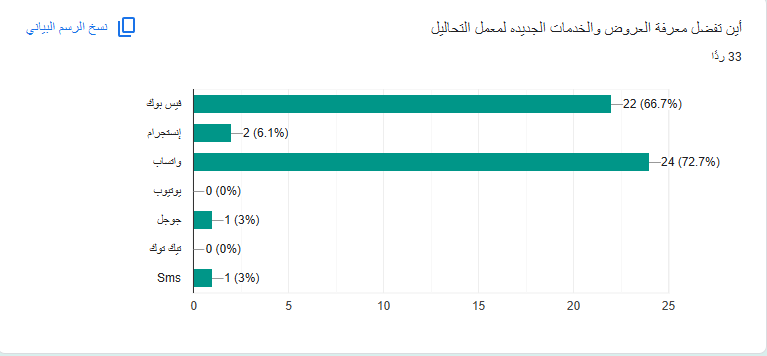 أين تفضل معرفة العروض والخدمات الجديده لمعمل التحاليل
نسخ الرسم البياني
33 ردًا
فيس بوك 22 (66.7%)
إنستجرام 2 (6.1%)
واتساب 24 (72.7%)
يوتيوب 0 (0%)
جوجل 1 (3%)
تيك توك 0 (0%)
Sms 1 (3%)
0 5 10 15 20 25